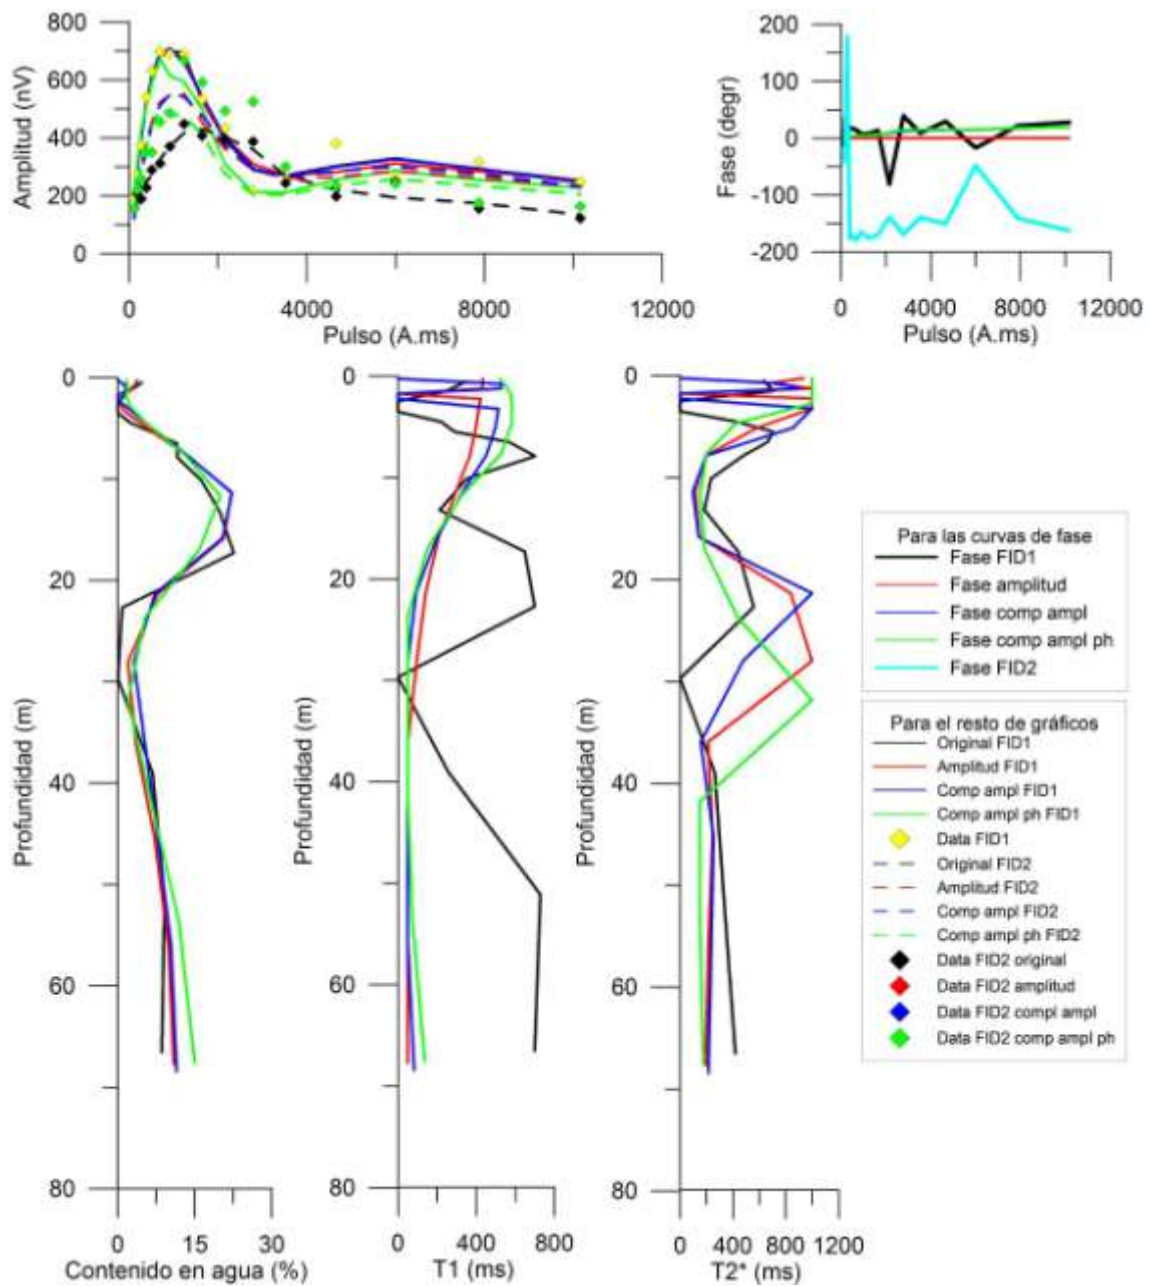 Amplitud (nV)
800
600
400
200
0
0 4000 8000 12000
Pulso (A.ms)
Fase (degr)
200
100
0
-100
-200
0 4000 8000 12000
Pulso (A.ms)
Profundidad (m)
0
20
40
60
80
0 15 30
Contenido en agua (%)
Profundidad (m)
0
20
40
60
80
0 400 800
T1 (ms)
Profundidad (m)
0
20
40
60
80
0 400 800 1200
T2* (ms)
Para las curvas de fase
Fase FID1
Fase amplitud
Fase comp ampl
Fase comp ampl ph
Fase FID2
Para el resto de gráficos
Original FID1
Amplitud FID1
Comp ampl FID1
Comp ampl ph FID1
Data FID1
Original FID2
Amplitud FID2
Comp ampl FID2
Comp ampl ph FID2
Data FID2 original
Data FID2 amplitud
Data FID2 compl ampl
Data FID2 comp ampl ph